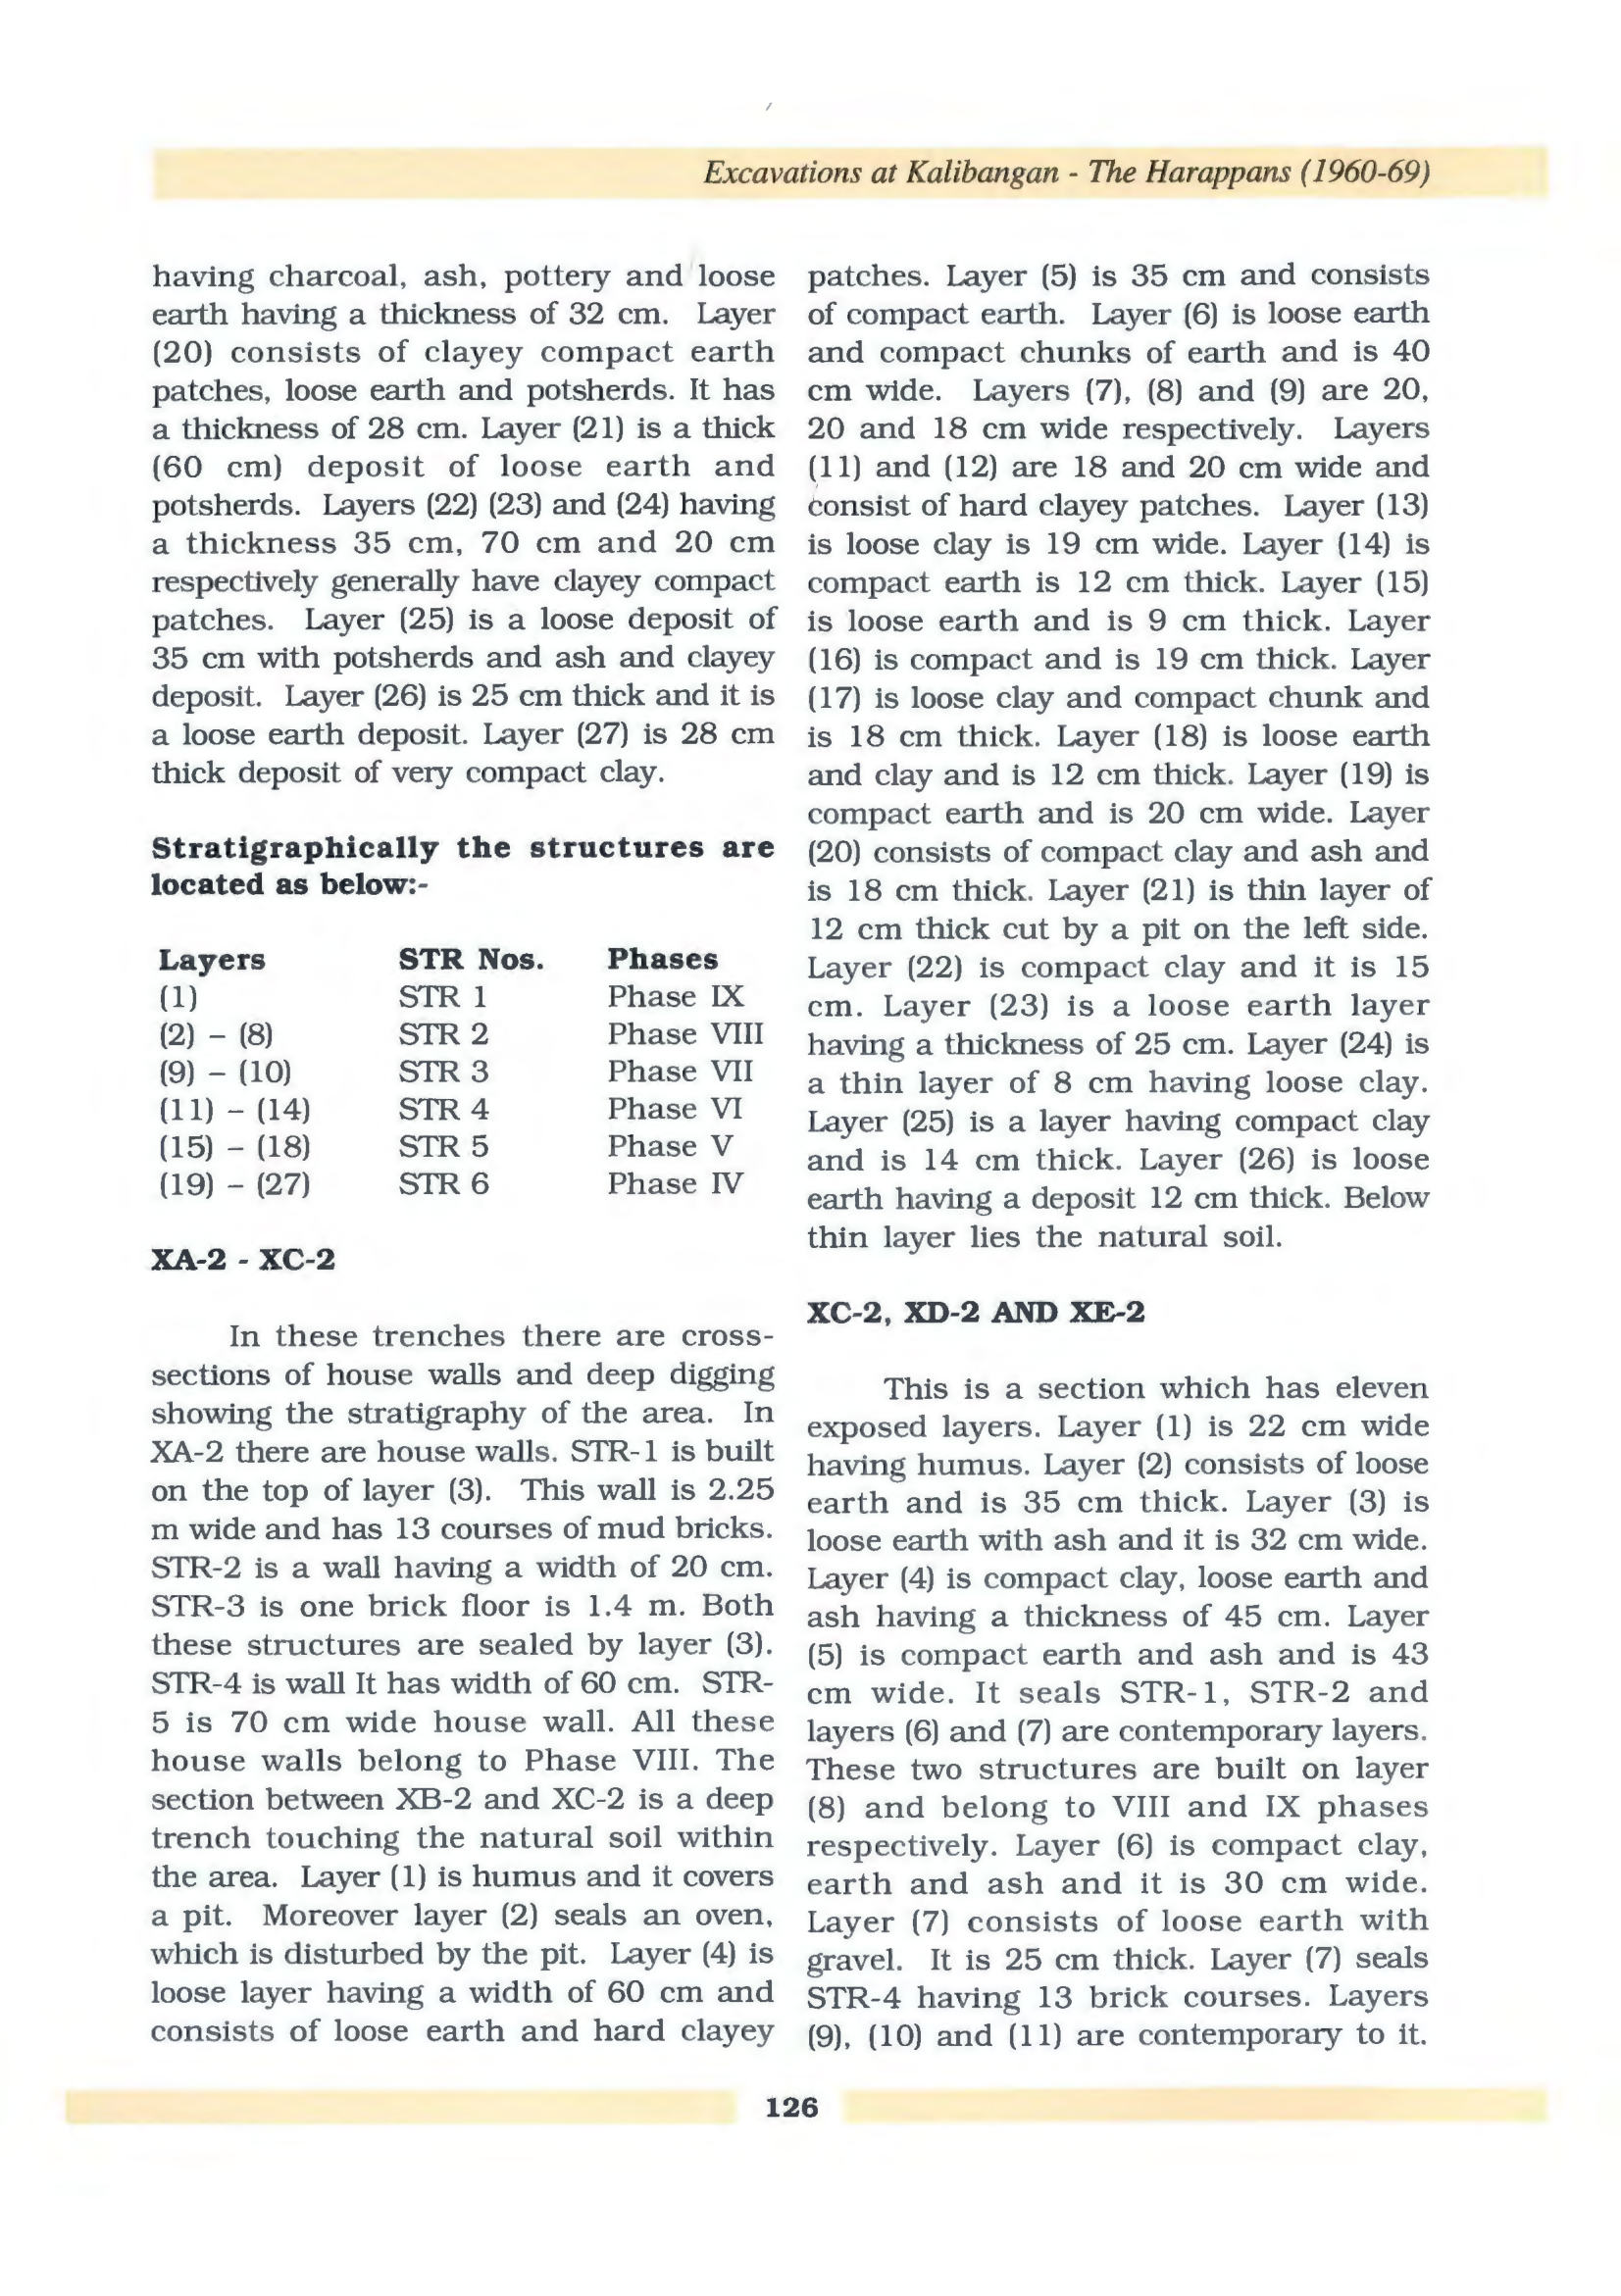 Excavations at Kalibangan - The Harappans (1960-69)
having charcoal, ash, pottery and loose
earth having a thickness of 32 cm. Layer
(20) consists of clayey compact earth
patches, loose earth and potsherds. It has
a thickness of 28 cm. Layer (21) is a thick
(60 cm) deposit of loose earth and
potsherds. Layers (22) (23) and (24) having
a thickness 35 cm, 70 cm and 20 cm
respectively generally have clayey compact
patches. Layer (25) is a loose deposit of
35 cm with potsherds and ash and clayey
deposit. Layer (26) is 25 cm thick and it is
a loose earth deposit. Layer (27) is 28 cm
thick deposit of very compact clay.
Stratigraphically the structures are
located as below:-
Layers STR Nos. Phases
(1) STR 1 Phase IX
(2) – (8) STR 2 Phase VIII
(9) – (10) STR 3 Phase VII
(11) – (14) STR 4 Phase VI
(15) – (18) STR 5 Phase V
(19) – (27) STR 6 Phase IV
XA-2 - XC-2
In these trenches there are cross-
sections of house walls and deep digging
showing the stratigraphy of the area. In
XA-2 there are house walls. STR-1 is built
on the top of layer (3). This wall is 2.25
m wide and has 13 courses of mud bricks.
STR-2 is a wall having a width of 20 cm.
STR-3 is one brick floor is 1.4 m. Both
these structures are sealed by layer (3).
STR-4 is wall It has width of 60 cm. STR-
5 is 70 cm wide house wall. All these
house walls belong to Phase VIII. The
section between XB-2 and XC-2 is a deep
trench touching the natural soil within
the area. Layer (1) is humus and it covers
a pit. Moreover layer (2) seals an oven,
which is disturbed by the pit. Layer (4) is
loose layer having a width of 60 cm and
consists of loose earth and hard clayey
patches. Layer (5) is 35 cm and consists
of compact earth. Layer (6) is loose earth
and compact chunks of earth and is 40
cm wide. Layers (7), (8) and (9) are 20,
20 and 18 cm wide respectively. Layers
(11) and (12) are 18 and 20 cm wide and
consist of hard clayey patches. Layer (13)
is loose clay is 19 cm wide. Layer (14) is
compact earth is 12 cm thick. Layer (15)
is loose earth and is 9 cm thick. Layer
(16) is compact and is 19 cm thick. Layer
(17) is loose clay and compact chunk and
is 18 cm thick. Layer (18) is loose earth
and clay and is 12 cm thick. Layer (19) is
compact earth and is 20 cm wide. Layer
(20) consists of compact clay and ash and
is 18 cm thick. Layer (21) is thin layer of
12 cm thick cut by a pit on the left side.
Layer (22) is compact clay and it is 15
cm. Layer (23) is a loose earth layer
having a thickness of 25 cm. Layer (24) is
a thin layer of 8 cm having loose clay.
Layer (25) is a layer having compact clay
and is 14 cm thick. Layer (26) is loose
earth having a deposit 12 cm thick. Below
thin layer lies the natural soil.
XC-2, XD-2 AND XE-2
This is a section which has eleven
exposed layers. Layer (1) is 22 cm wide
having humus. Layer (2) consists of loose
earth and is 35 cm thick. Layer (3) is
loose earth with ash and it is 32 cm wide.
Layer (4) is compact clay, loose earth and
ash having a thickness of 45 cm. Layer
(5) is compact earth and ash and is 43
cm wide. It seals STR-1, STR-2 and
layers (6) and (7) are contemporary layers.
These two structures are built on layer
(8) and belong to VIII and IX phases
respectively. Layer (6) is compact clay,
earth and ash and it is 30 cm wide.
Layer (7) consists of loose earth with
gravel. It is 25 cm thick. Layer (7) seals
STR-4 having 13 brick courses. Layers
(9), (10) and (11) are contemporary to it.
126